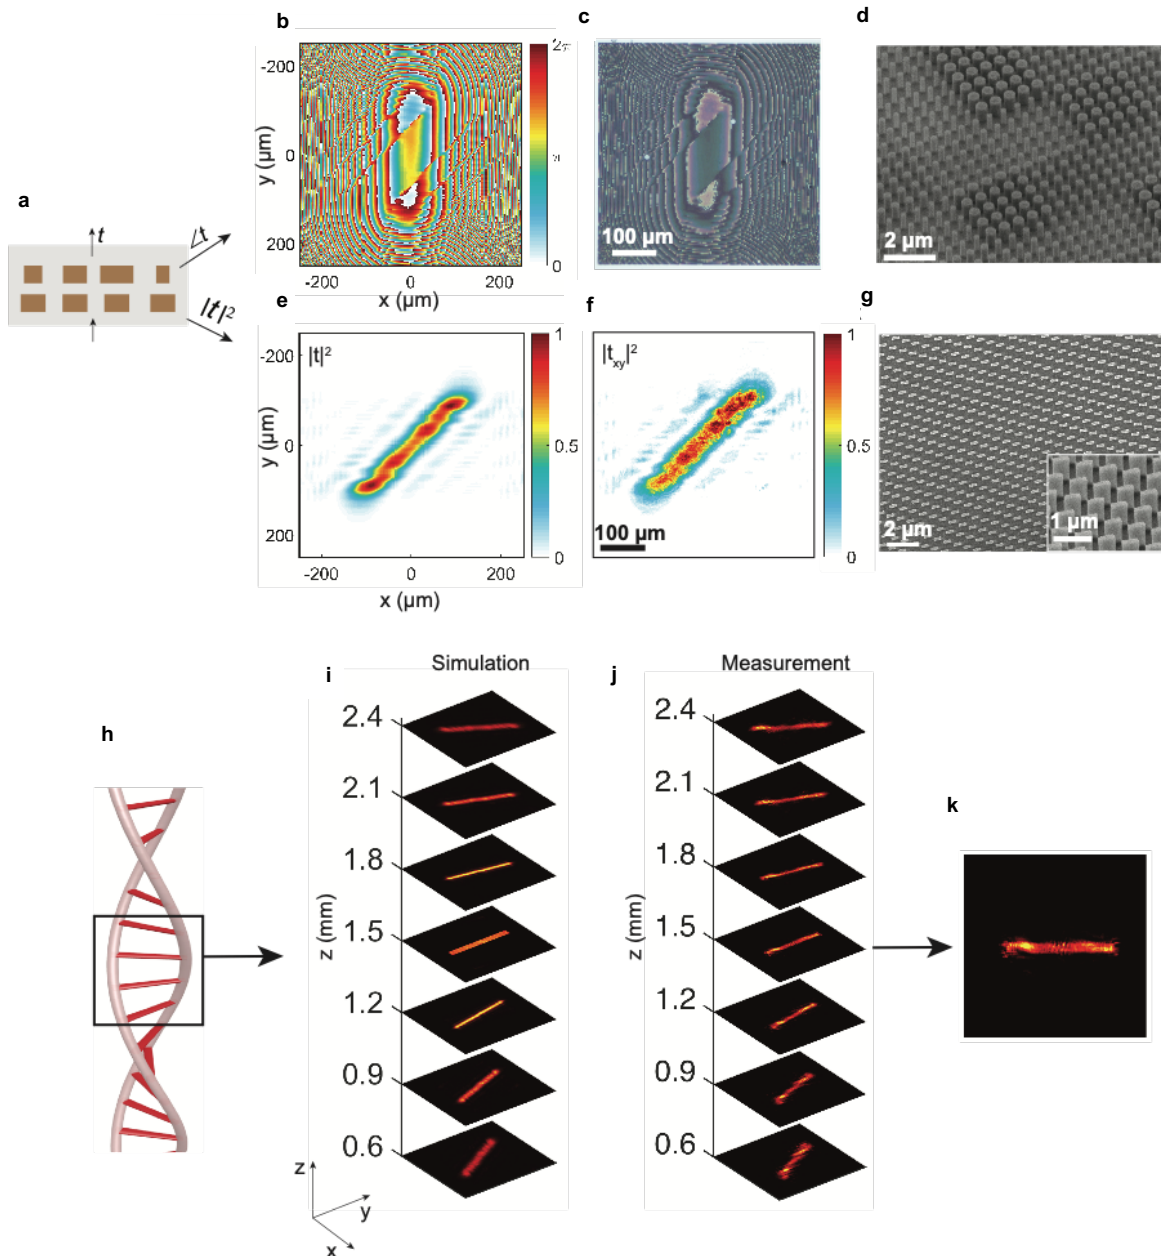 a
t
∠t
|t|²
b
-200
0
200
y (µm)
-200
0
200
x (µm)
2π
π
0
c
100 µm
d
2 µm
e
|t|²
-200
0
200
y (µm)
-200
0
200
x (µm)
1
0.5
0
f
|t_xy|²
100 µm
1
0.5
0
g
2 µm
1 µm
h
i
Simulation
2.4
2.1
1.8
1.5
1.2
0.9
0.6
z (mm)
z
y
x
j
Measurement
2.4
2.1
1.8
1.5
1.2
0.9
0.6
z (mm)
k